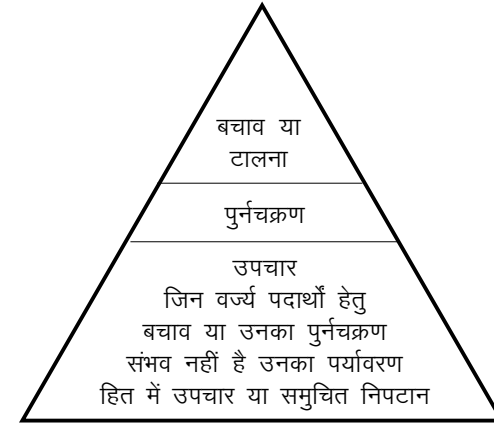 बचाव या
टालना
पुर्नचक्रण
उपचार
जिन वर्ज्य पदार्थों हेतु
बचाव या उनका पुर्नचक्रण
संभव नहीं है उनका पर्यावरण
हित में उपचार या समुचित निपटान